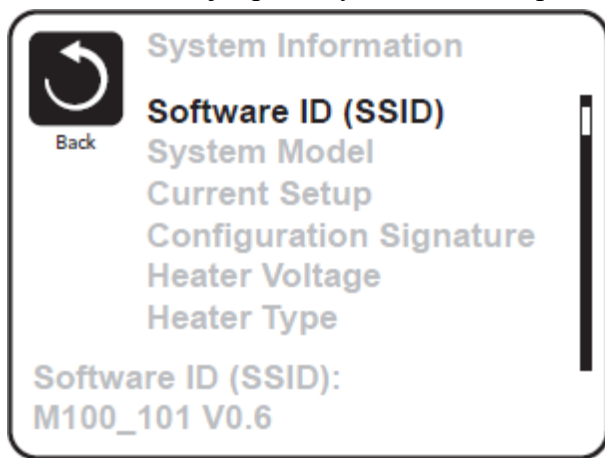 System Information
Back
Software ID (SSID)
System Model
Current Setup
Configuration Signature
Heater Voltage
Heater Type
Software ID (SSID):
M100_101 V0.6